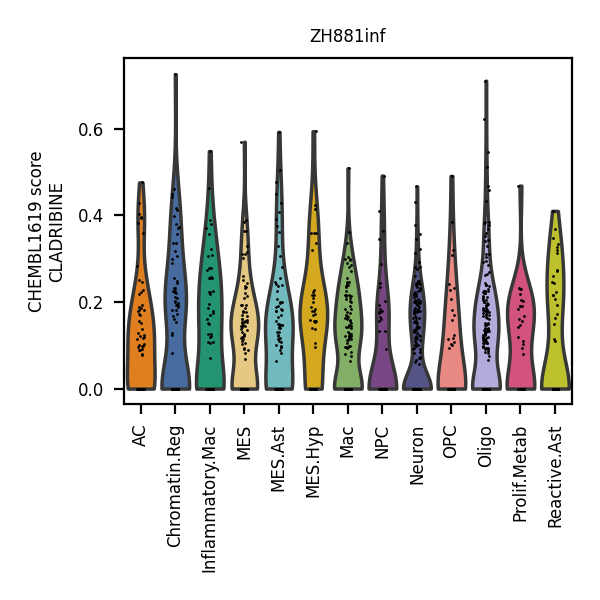 ZH881inf
CHEMBL1619 score
CLADRIBINE
0.6
0.4
0.2
0.0
AC
Chromatin.Reg
Inflammatory.Mac
MES
MES.Ast
MES.Hyp
Mac
NPC
Neuron
OPC
Oligo
Prolif.Metab
Reactive.Ast